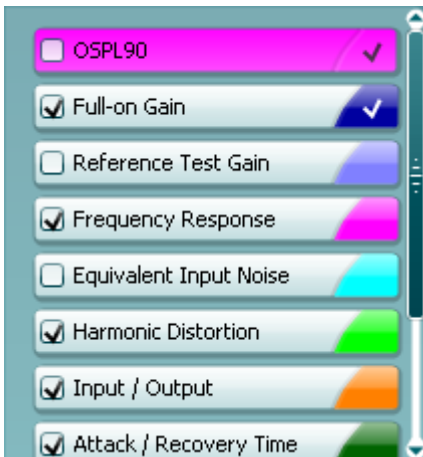 OSPL90
Full-on Gain
Reference Test Gain
Frequency Response
Equivalent Input Noise
Harmonic Distortion
Input / Output
Attack / Recovery Time